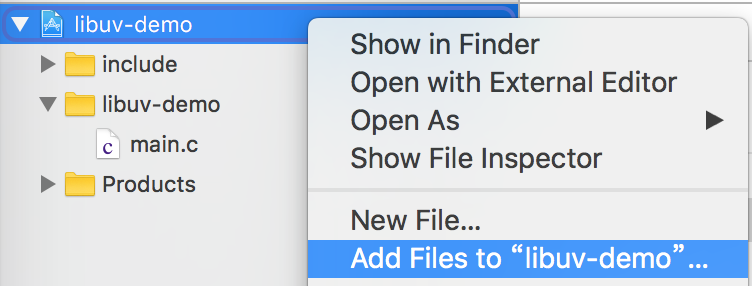 libuv-demo
include
libuv-demo
c main.c
Products
Show in Finder
Open with External Editor
Open As
Show File Inspector
New File...
Add Files to “libuv-demo”...